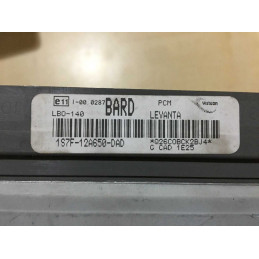 e11 I-00.0287 BARD PCM Visteon
LBO-140 LEVANTA
1S7F-12A650-DAD *D26C0BCK2BJ4*
G CAD 1E25